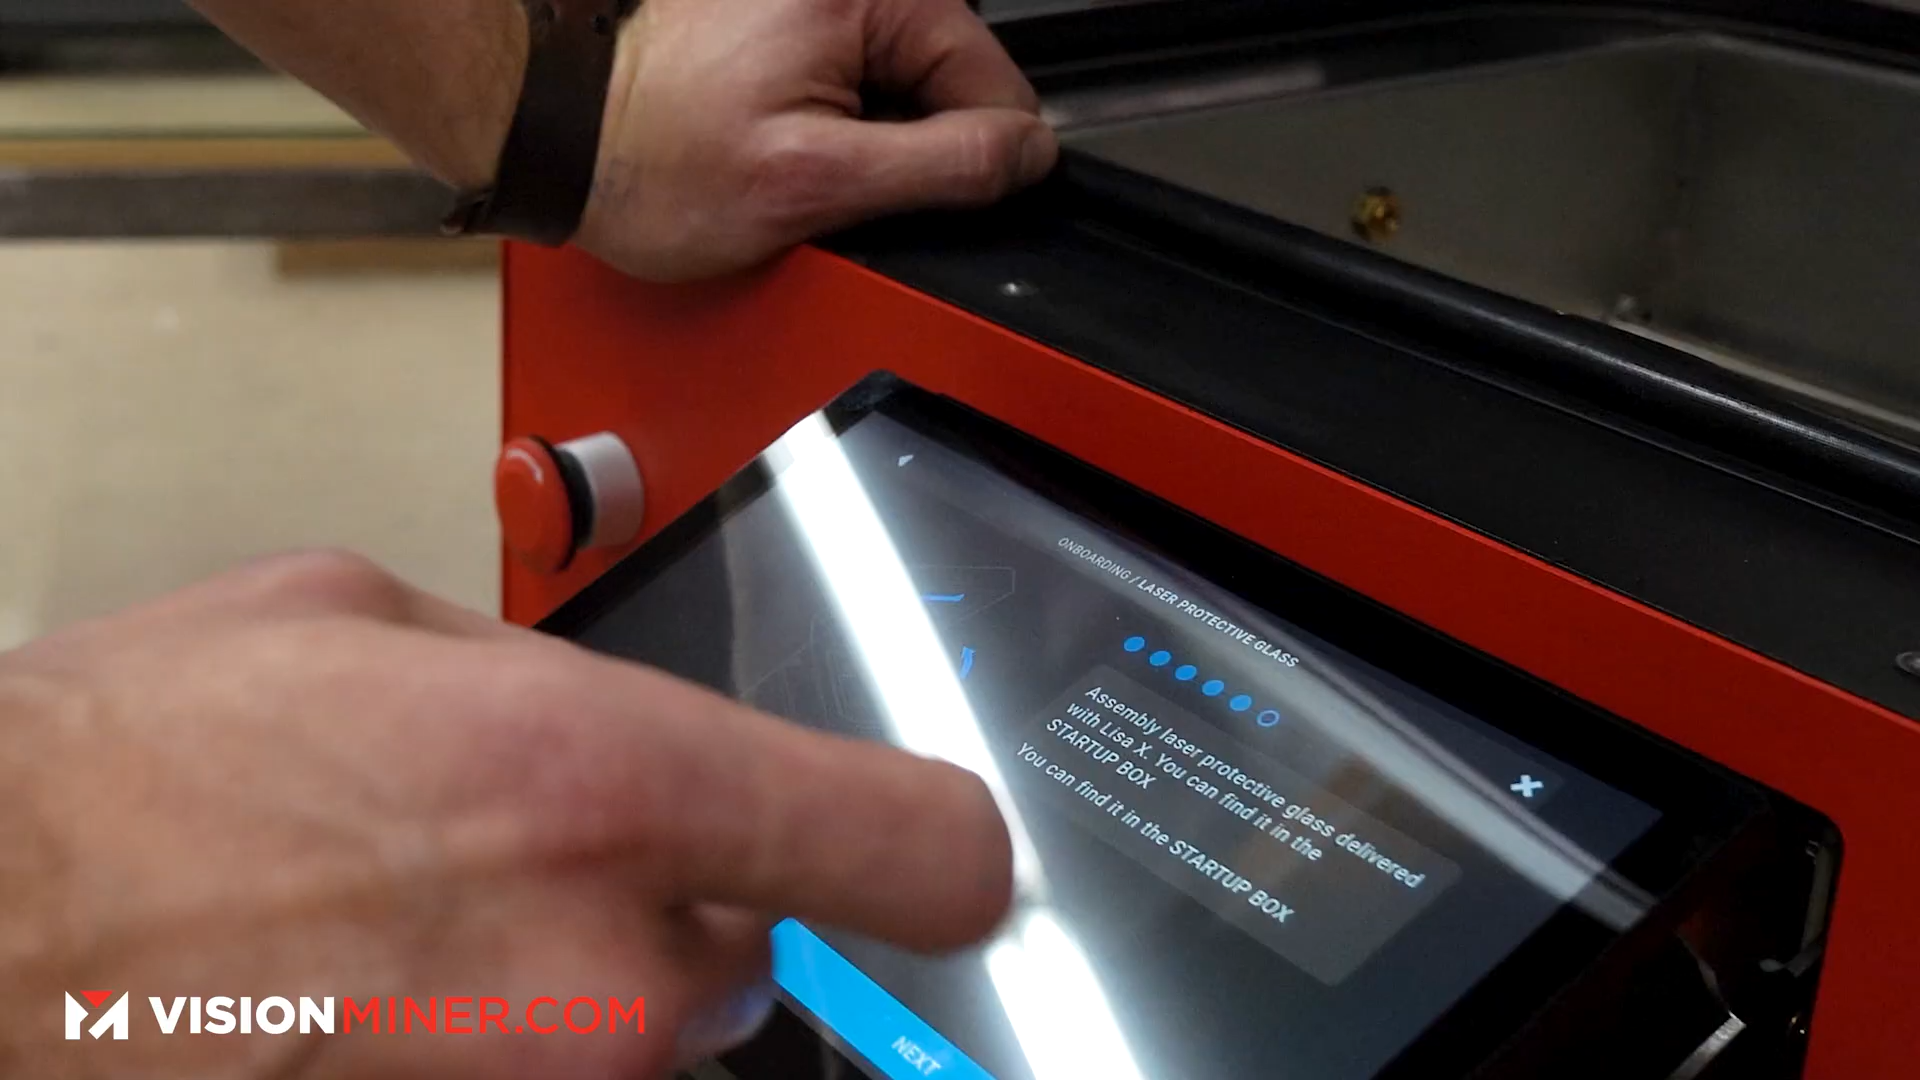 ONBOARDING / LASER PROTECTIVE GLASS
Assembly laser protective glass delivered
with Lisa X. You can find it in the
STARTUP BOX
You can find it in the STARTUP BOX
NEXT
VISIONMINER.COM